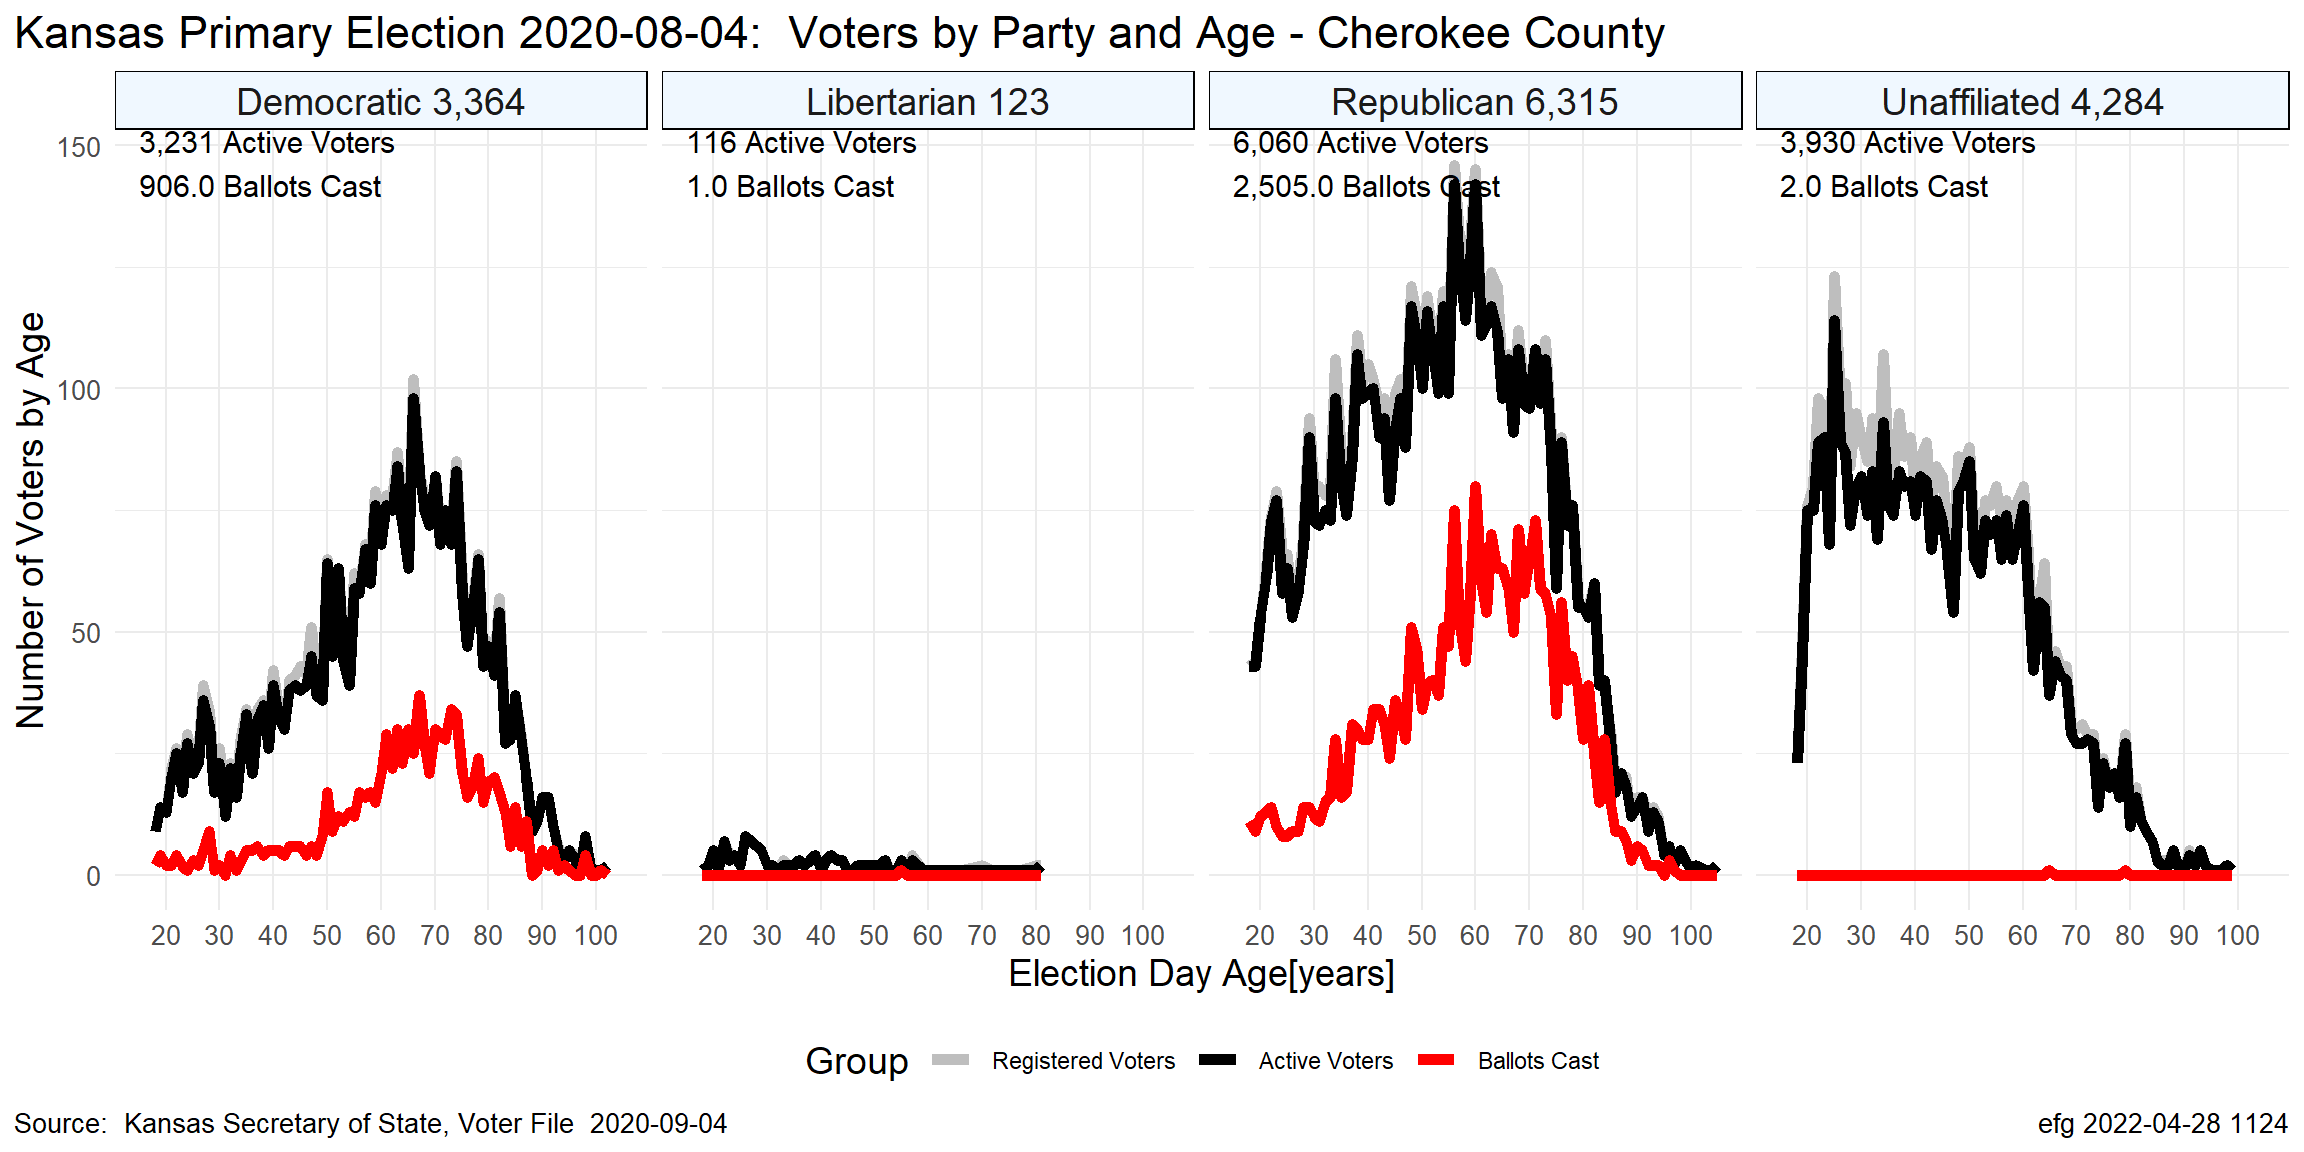 Kansas Primary Election 2020-08-04:  Voters by Party and Age - Cherokee County
Democratic 3,364
Libertarian 123
Republican 6,315
Unaffiliated 4,284
3,231 Active Voters
906.0 Ballots Cast
116 Active Voters
1.0 Ballots Cast
6,060 Active Voters
2,505.0 Ballots Cast
3,930 Active Voters
2.0 Ballots Cast
Number of Voters by Age
150
100
50
0
20 30 40 50 60 70 80 90 100
20 30 40 50 60 70 80 90 100
20 30 40 50 60 70 80 90 100
20 30 40 50 60 70 80 90 100
Election Day Age[years]
Group Registered Voters Active Voters Ballots Cast
Source:  Kansas Secretary of State, Voter File  2020-09-04
efg 2022-04-28 1124